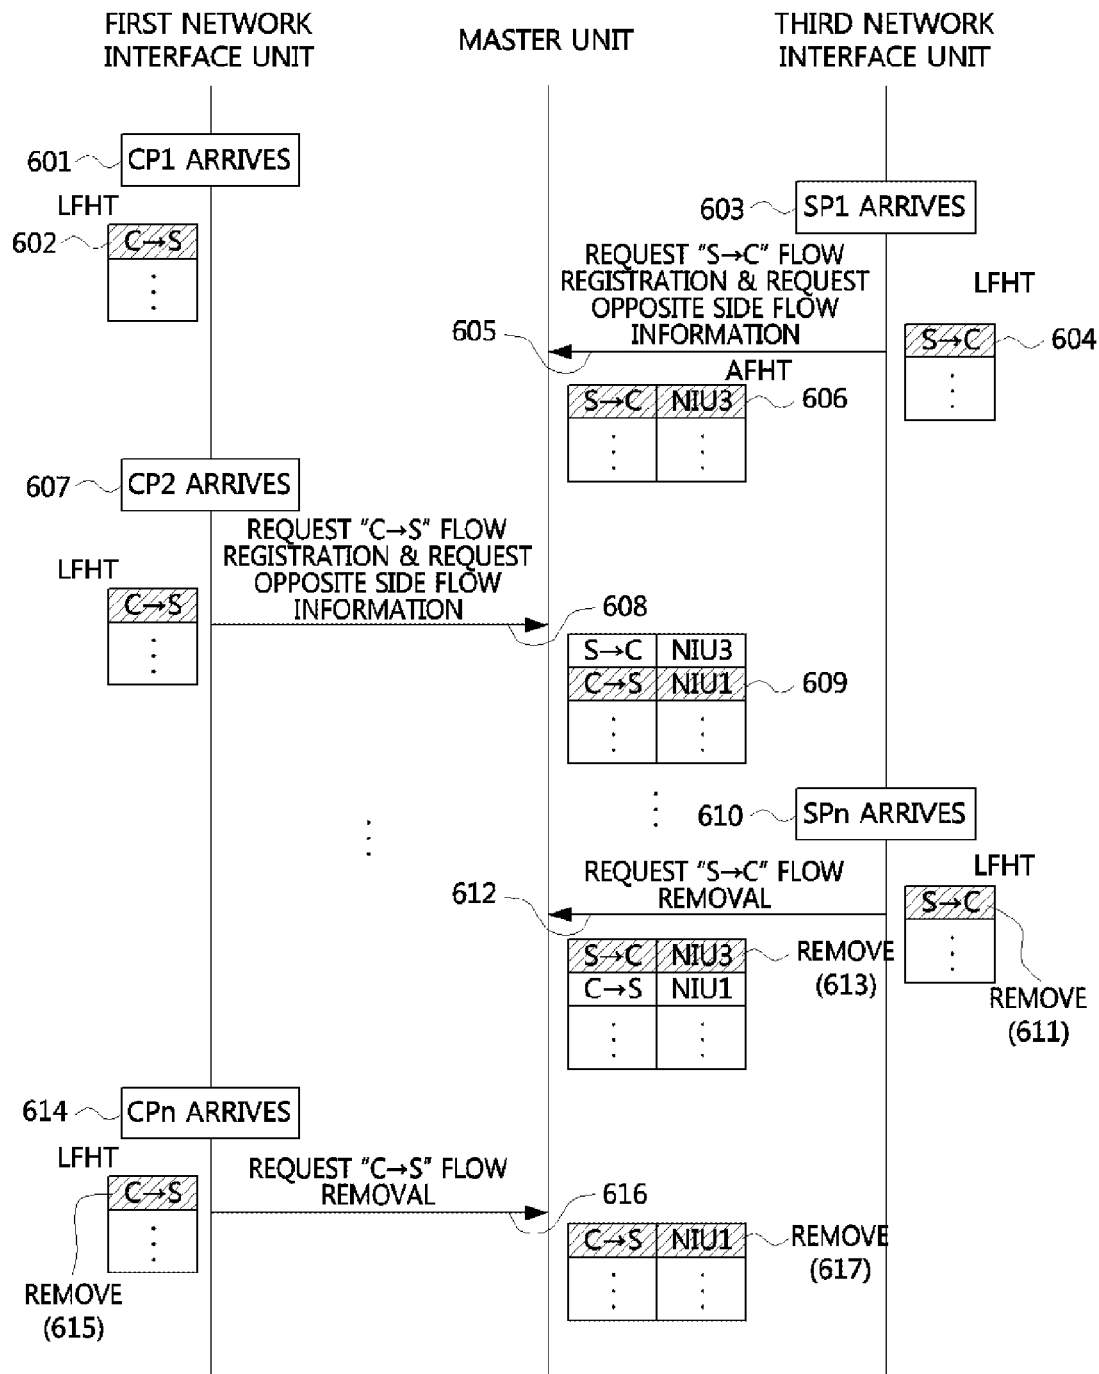 FIRST NETWORK
INTERFACE UNIT
MASTER UNIT
THIRD NETWORK
INTERFACE UNIT
601
CP1 ARRIVES
LFHT
602
C→S
603
SP1 ARRIVES
REQUEST "S→C" FLOW
REGISTRATION & REQUEST
OPPOSITE SIDE FLOW
INFORMATION
605
LFHT
S→C
604
AFHT
S→C NIU3
606
607
CP2 ARRIVES
REQUEST "C→S" FLOW
REGISTRATION & REQUEST
OPPOSITE SIDE FLOW
INFORMATION
LFHT
C→S
608
S→C NIU3
C→S NIU1
609
610
SPn ARRIVES
REQUEST "S→C" FLOW
REMOVAL
612
LFHT
S→C
REMOVE
(611)
S→C NIU3
C→S NIU1
REMOVE
(613)
614
CPn ARRIVES
LFHT
C→S
REMOVE
(615)
REQUEST "C→S" FLOW
REMOVAL
616
C→S NIU1
REMOVE
(617)